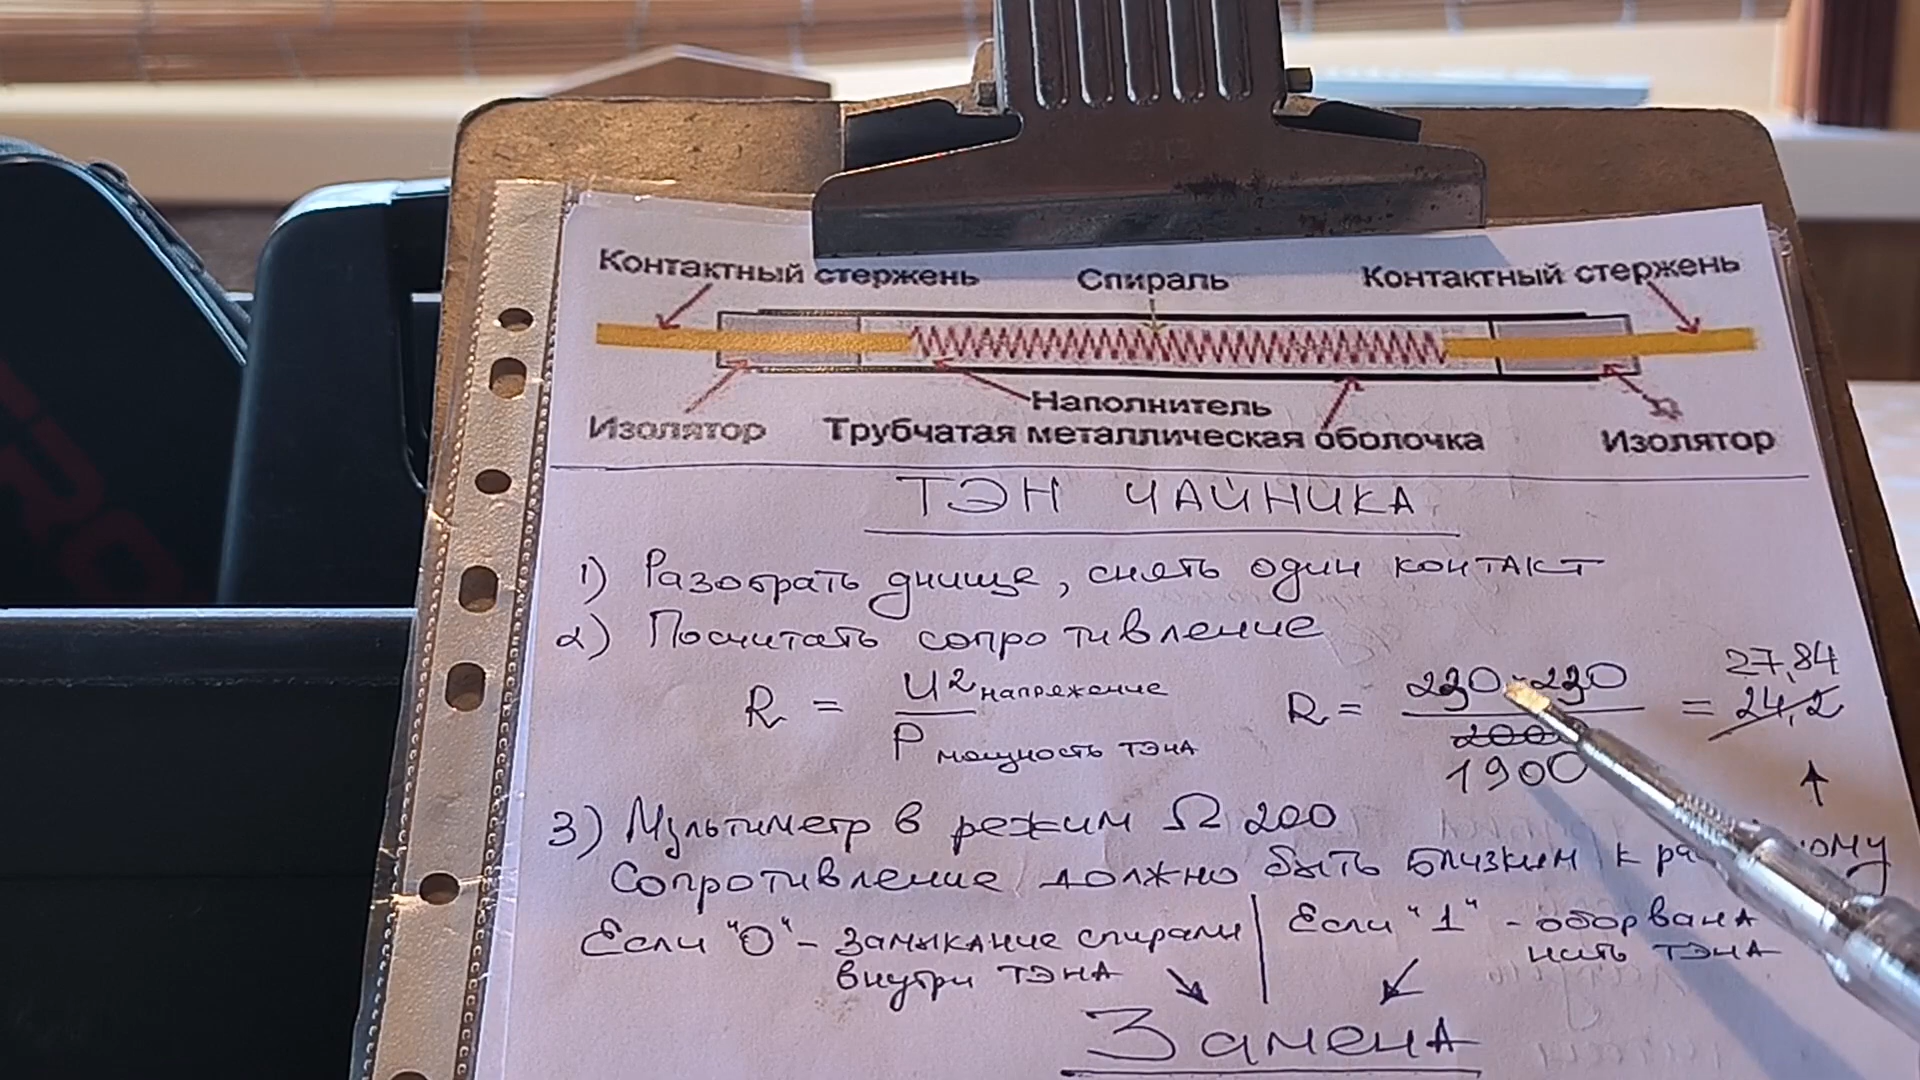 Контактный стержень Спираль Контактный стержень
Наполнитель
Изолятор Трубчатая металлическая оболочка Изолятор
ТЭН ЧАЙНИКА
1) Разобрать днище, снять один контакт
2) Посчитать сопротивление
R = U² напряжение / P мощность ТЭНА
R = 230·230 / 2000 1900 = 24,2 27,84
3) Мультиметр в режим Ω 200
Сопротивление должно быть близким к
Если "0" - замыкание спирали внутри ТЭНА
Если "1" - оборвана нить ТЭНА
Замена